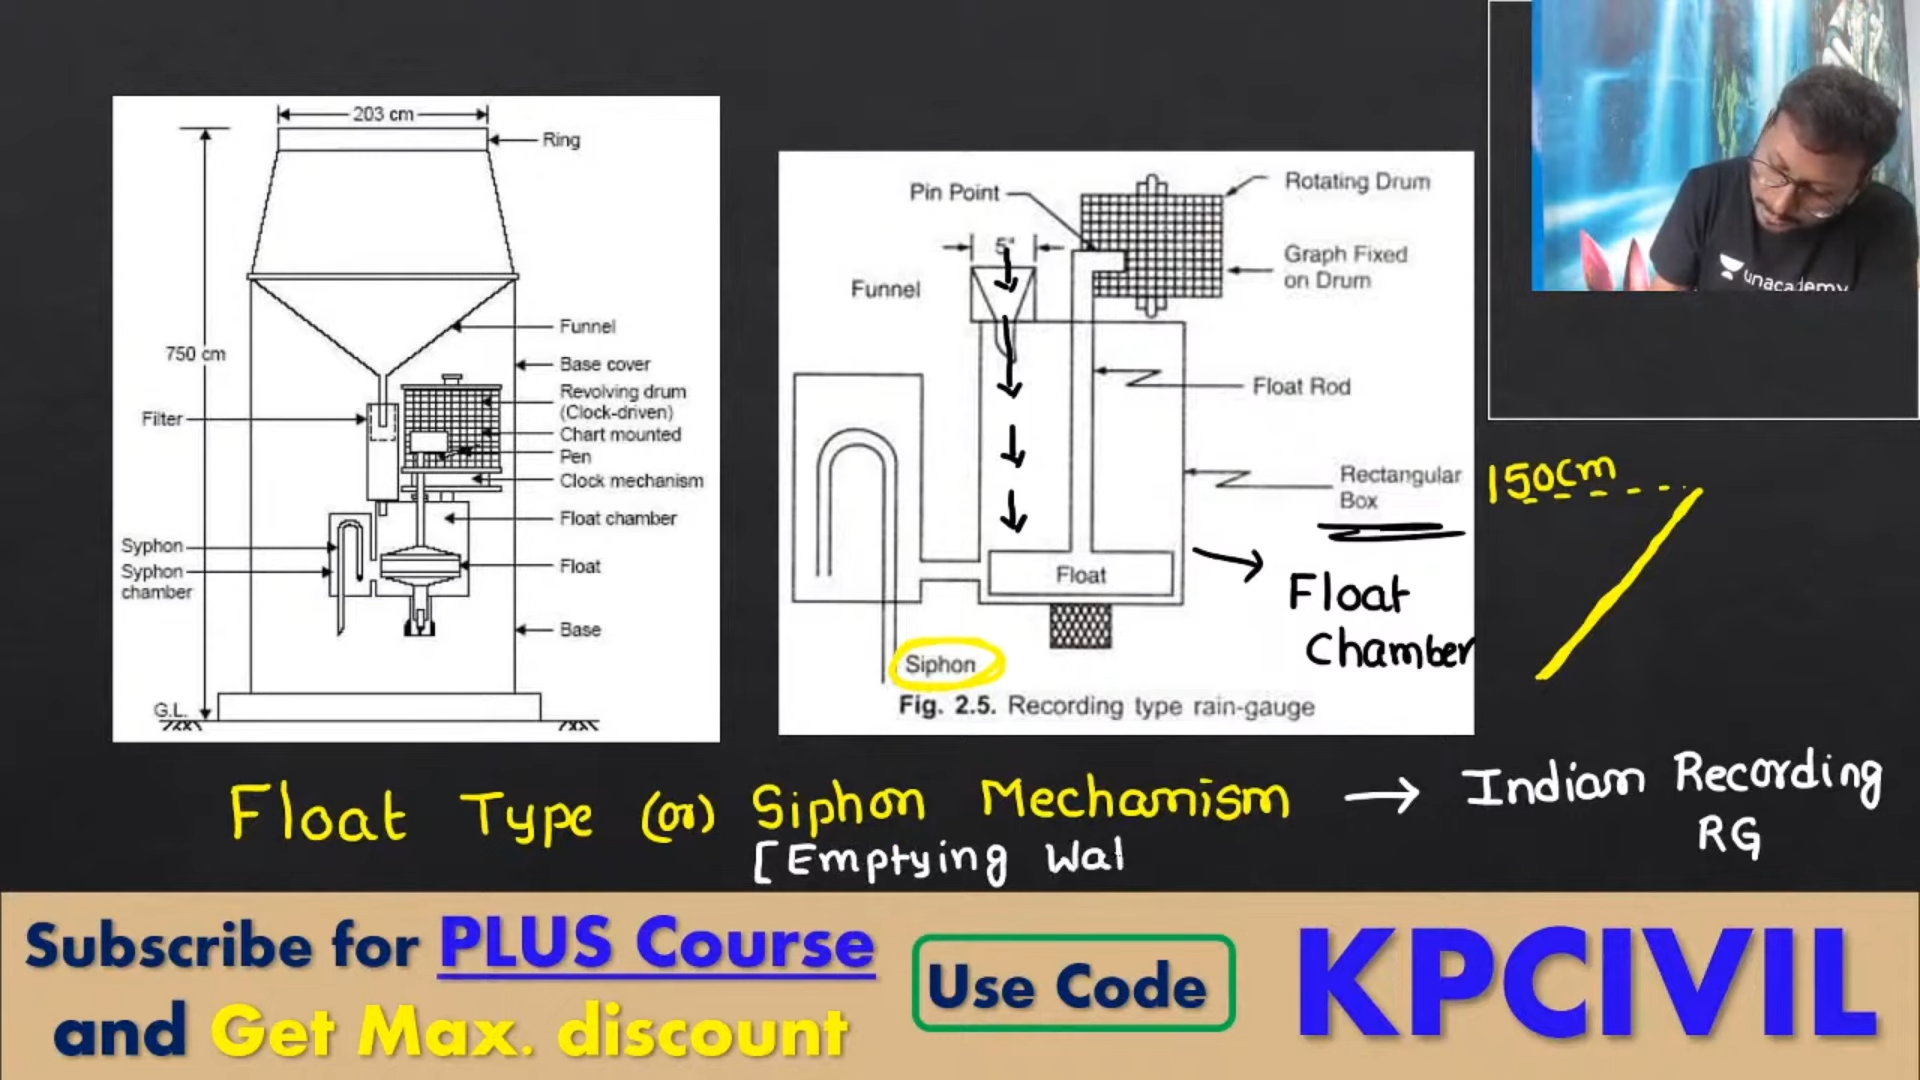 203 cm
Ring
750 cm
Funnel
Base cover
Revolving drum
(Clock-driven)
Filter
Chart mounted
Pen
Clock mechanism
Float chamber
Syphon
Syphon
chamber
Float
Base
G.L.
Pin Point
Rotating Drum
5"
Funnel
Graph Fixed
on Drum
Float Rod
Rectangular
Box
Float
Siphon
Fig. 2.5. Recording type rain-gauge
Float
Chamber
150cm
unacademy
Float Type (or) Siphon Mechanism → Indian Recording
RG
[Emptying Wal
Subscribe for PLUS Course
and Get Max. discount
Use Code
KPCIVIL